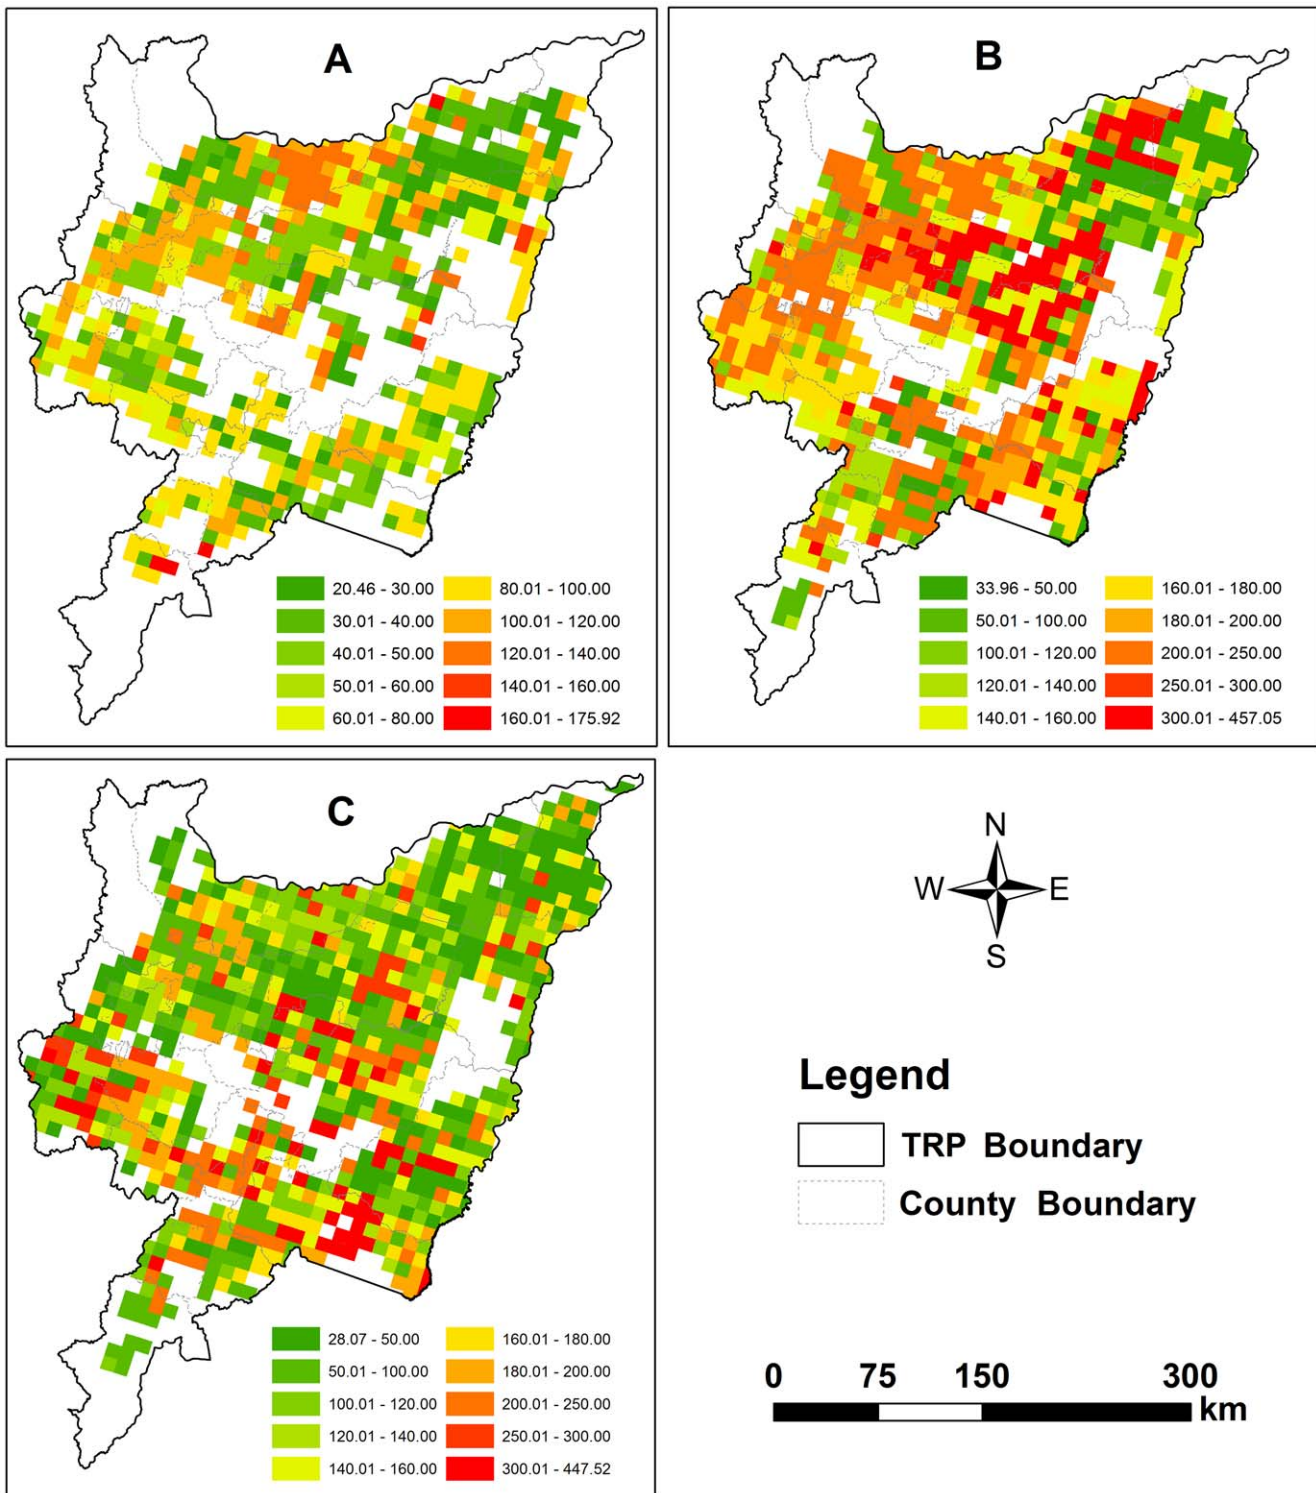 A
20.46 - 30.00 80.01 - 100.00
30.01 - 40.00 100.01 - 120.00
40.01 - 50.00 120.01 - 140.00
50.01 - 60.00 140.01 - 160.00
60.01 - 80.00 160.01 - 175.92
B
33.96 - 50.00 160.01 - 180.00
50.01 - 100.00 180.01 - 200.00
100.01 - 120.00 200.01 - 250.00
120.01 - 140.00 250.01 - 300.00
140.01 - 160.00 300.01 - 457.05
C
28.07 - 50.00 160.01 - 180.00
50.01 - 100.00 180.01 - 200.00
100.01 - 120.00 200.01 - 250.00
120.01 - 140.00 250.01 - 300.00
140.01 - 160.00 300.01 - 447.52
N
W E
S
Legend
TRP Boundary
County Boundary
0 75 150 300
km